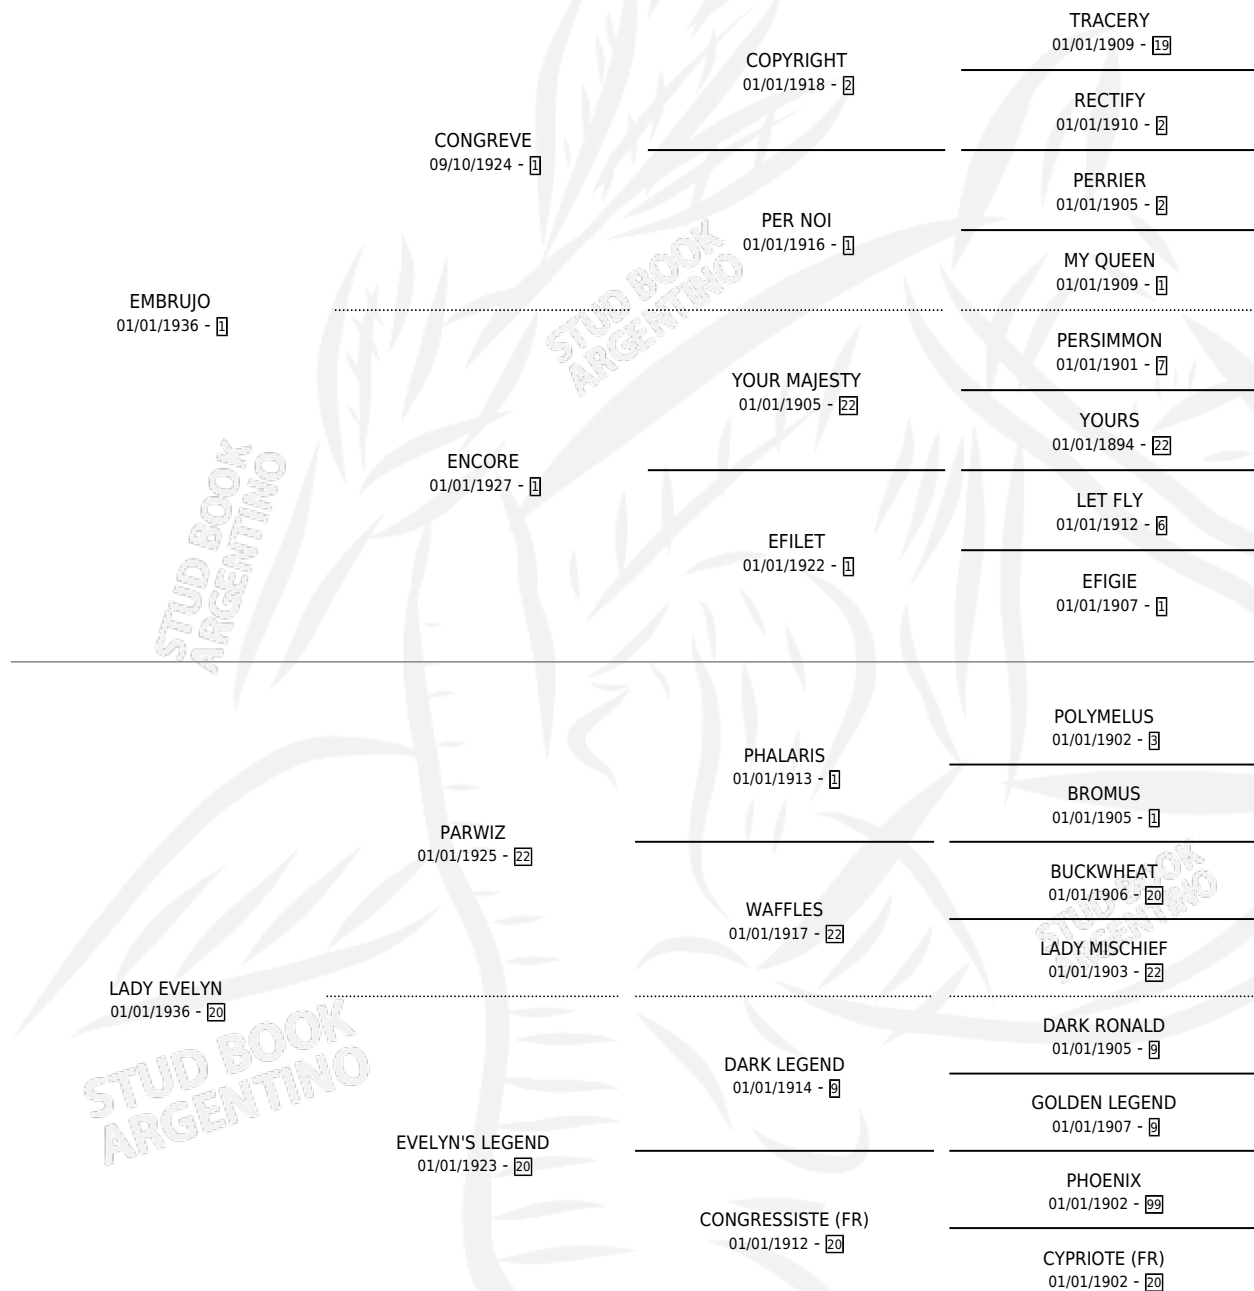 TRACERY
01/01/1909 - 19
COPYRIGHT
01/01/1918 - 2
RECTIFY
01/01/1910 - 2
CONGREVE
09/10/1924 - 1
PERRIER
01/01/1905 - 2
PER NOI
01/01/1916 - 1
MY QUEEN
01/01/1909 - 1
EMBRUJO
01/01/1936 - 1
STUD BOOK
ARGENTINO
PERSIMMON
01/01/1901 - 7
YOUR MAJESTY
01/01/1905 - 22
YOURS
01/01/1894 - 22
ENCORE
01/01/1927 - 1
LET FLY
01/01/1912 - 6
EFILET
01/01/1922 - 1
EFIGIE
01/01/1907 - 1
STUD BOOK
ARGENTINO
POLYMELUS
01/01/1902 - 3
PHALARIS
01/01/1913 - 1
BROMUS
01/01/1905 - 1
PARWIZ
01/01/1925 - 22
BUCKWHEAT
01/01/1906 - 20
WAFFLES
01/01/1917 - 22
LADY MISCHIEF
01/01/1903 - 22
STUD BOOK
ARGENTINO
LADY EVELYN
01/01/1936 - 20
DARK RONALD
01/01/1905 - 9
DARK LEGEND
01/01/1914 - 9
GOLDEN LEGEND
01/01/1907 - 9
STUD BOOK
ARGENTINO
EVELYN'S LEGEND
01/01/1923 - 20
PHOENIX
01/01/1902 - 99
CONGRESSISTE (FR)
01/01/1912 - 20
CYPRIOTE (FR)
01/01/1902 - 20